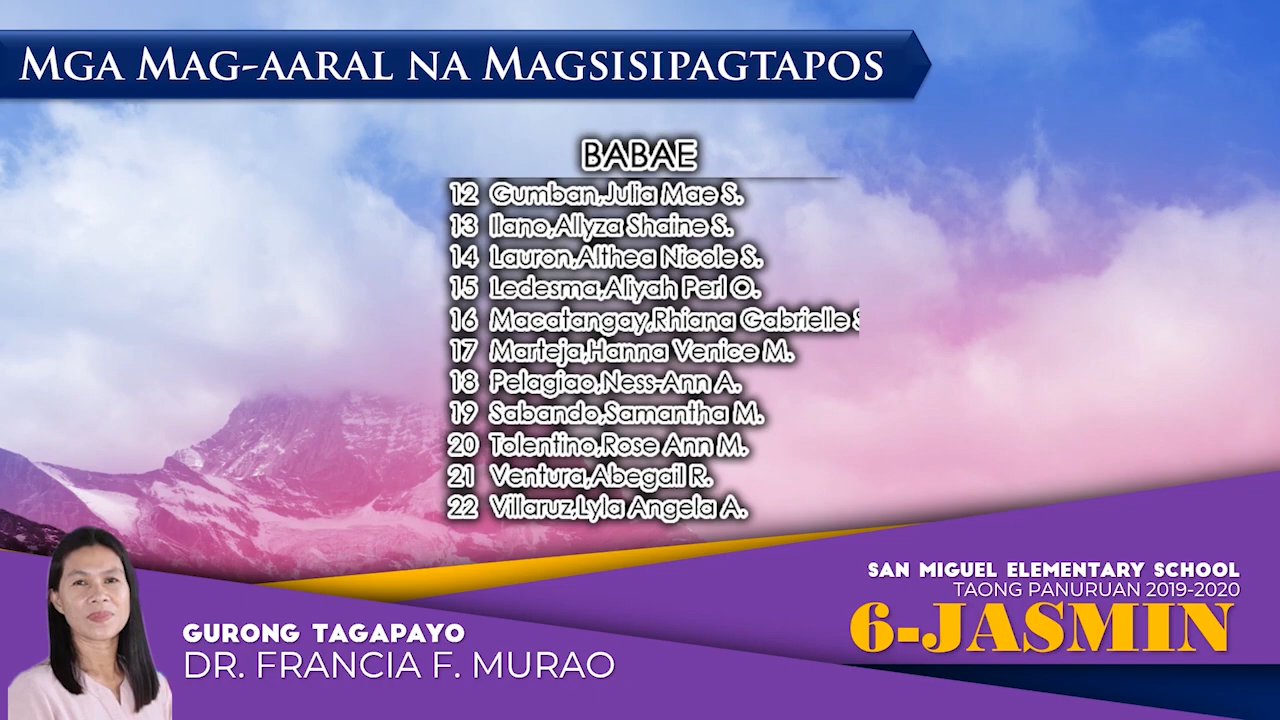 MGA MAG-AARAL NA MAGSISIPAGTAPOS
BABAE
12 Gumban,Julia Mae S.
13 Ilano,Allyza Shaine S.
14 Lauron,Althea Nicole S.
15 Ledesma,Aliyah Perl O.
16 Macatangay,Rhiana Gabrielle S
17 Marteja,Hanna Venice M.
18 Pelagiao,Ness-Ann A.
19 Sabando,Samantha M.
20 Tolentino,Rose Ann M.
21 Ventura,Abegail R.
22 Villaruz,Lyla Angela A.
SAN MIGUEL ELEMENTARY SCHOOL
TAONG PANURUAN 2019-2020
6-JASMIN
GURONG TAGAPAYO
DR. FRANCIA F. MURAO